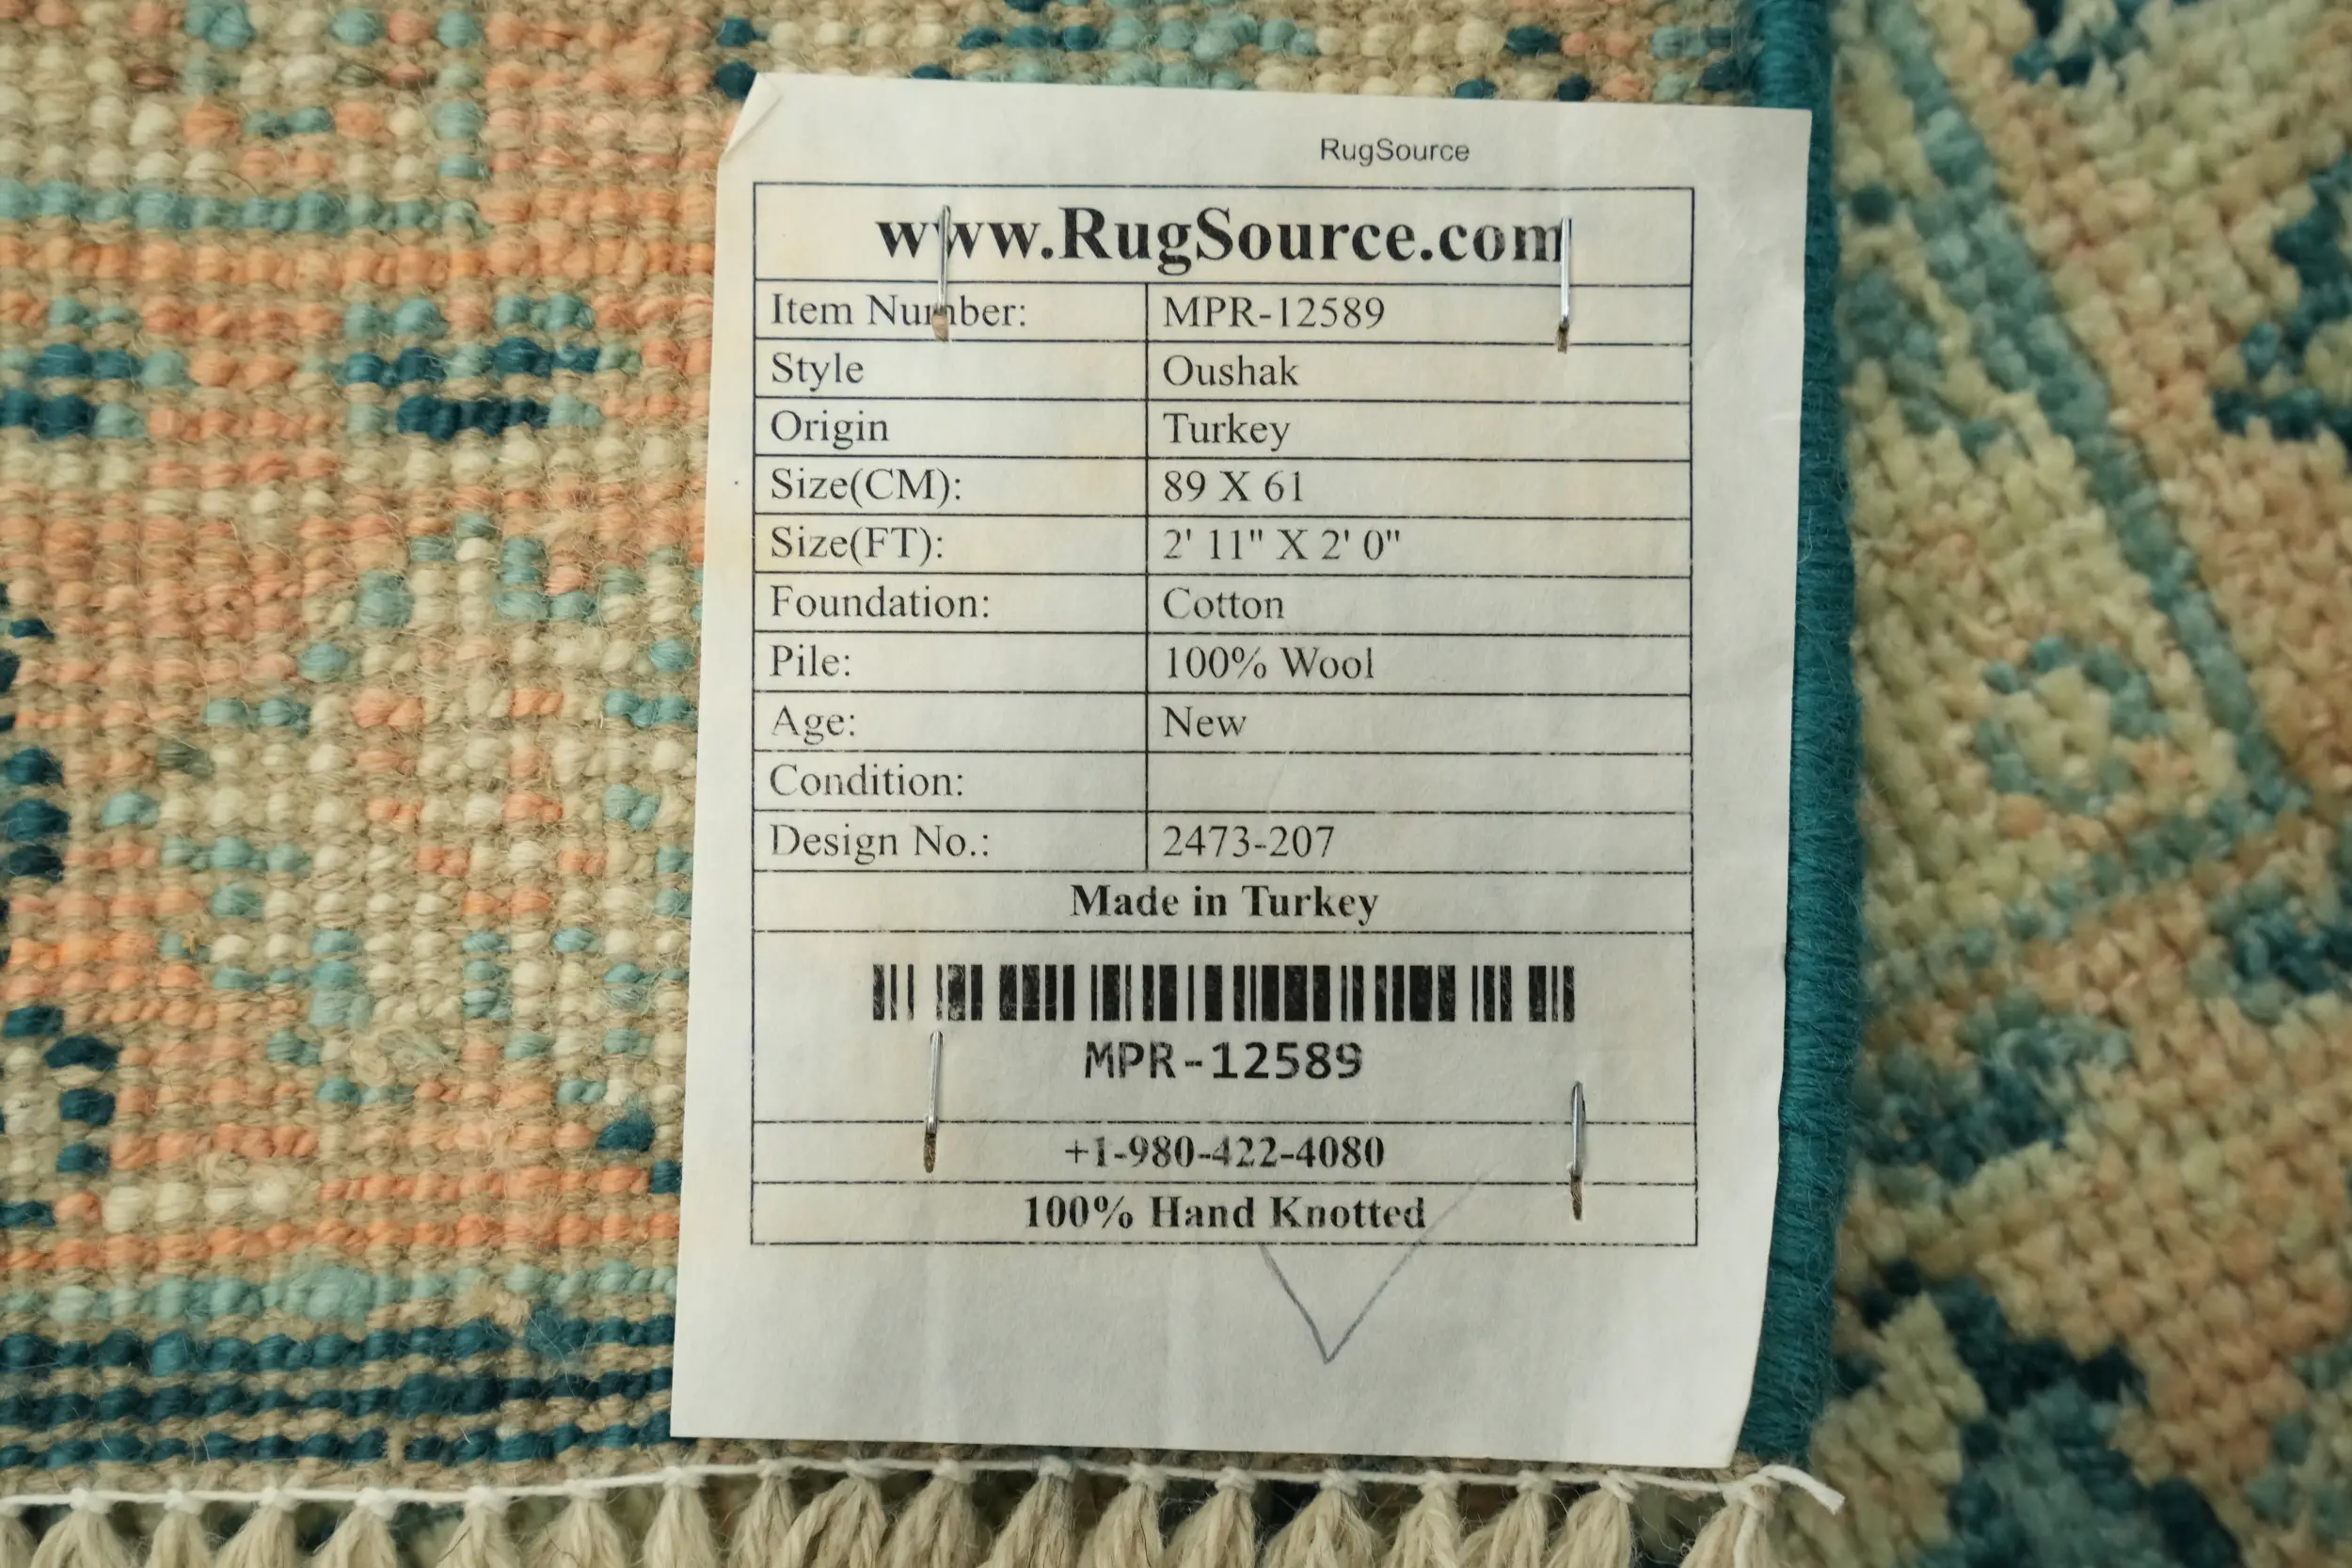 RugSource
www.RugSource.com
Item Number: MPR-12589
Style Oushak
Origin Turkey
Size(CM): 89 X 61
Size(FT): 2' 11" X 2' 0"
Foundation: Cotton
Pile: 100% Wool
Age: New
Condition:
Design No.: 2473-207
Made in Turkey
MPR-12589
+1-980-422-4080
100% Hand Knotted